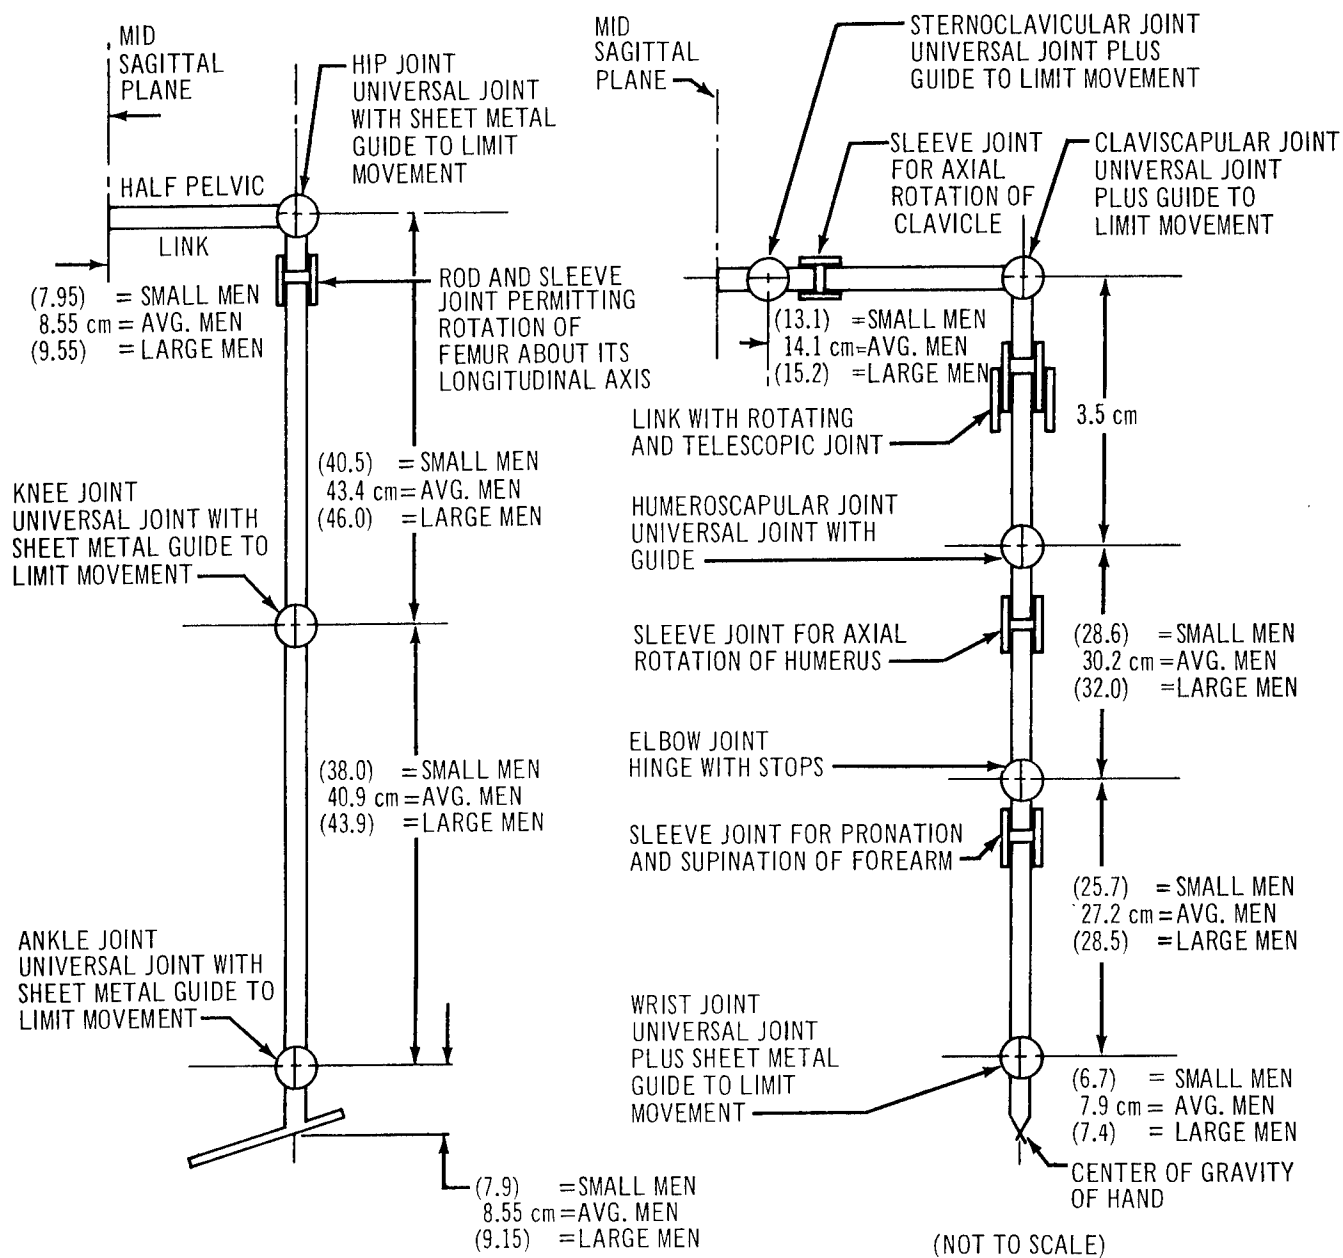 MID
SAGITTAL
PLANE
HIP JOINT
UNIVERSAL JOINT
WITH SHEET METAL
GUIDE TO LIMIT
MOVEMENT
HALF PELVIC
LINK
(7.95) = SMALL MEN
8.55 cm = AVG. MEN
(9.55) = LARGE MEN
ROD AND SLEEVE
JOINT PERMITTING
ROTATION OF
FEMUR ABOUT ITS
LONGITUDINAL AXIS
(40.5) = SMALL MEN
43.4 cm = AVG. MEN
(46.0) = LARGE MEN
KNEE JOINT
UNIVERSAL JOINT WITH
SHEET METAL GUIDE TO
LIMIT MOVEMENT
(38.0) = SMALL MEN
40.9 cm = AVG. MEN
(43.9) = LARGE MEN
ANKLE JOINT
UNIVERSAL JOINT WITH
SHEET METAL GUIDE TO
LIMIT MOVEMENT
(7.9) = SMALL MEN
8.55 cm = AVG. MEN
(9.15) = LARGE MEN
MID
SAGITTAL
PLANE
STERNOCLAVICULAR JOINT
UNIVERSAL JOINT PLUS
GUIDE TO LIMIT MOVEMENT
SLEEVE JOINT
FOR AXIAL
ROTATION OF
CLAVICLE
CLAVISCAPULAR JOINT
UNIVERSAL JOINT
PLUS GUIDE TO
LIMIT MOVEMENT
(13.1) = SMALL MEN
14.1 cm = AVG. MEN
(15.2) = LARGE MEN
LINK WITH ROTATING
AND TELESCOPIC JOINT
3.5 cm
HUMEROSCAPULAR JOINT
UNIVERSAL JOINT WITH
GUIDE
SLEEVE JOINT FOR AXIAL
ROTATION OF HUMERUS
(28.6) = SMALL MEN
30.2 cm = AVG. MEN
(32.0) = LARGE MEN
ELBOW JOINT
HINGE WITH STOPS
SLEEVE JOINT FOR PRONATION
AND SUPINATION OF FOREARM
(25.7) = SMALL MEN
27.2 cm = AVG. MEN
(28.5) = LARGE MEN
WRIST JOINT
UNIVERSAL JOINT
PLUS SHEET METAL
GUIDE TO LIMIT
MOVEMENT
(6.7) = SMALL MEN
7.9 cm = AVG. MEN
(7.4) = LARGE MEN
CENTER OF GRAVITY
OF HAND
(NOT TO SCALE)